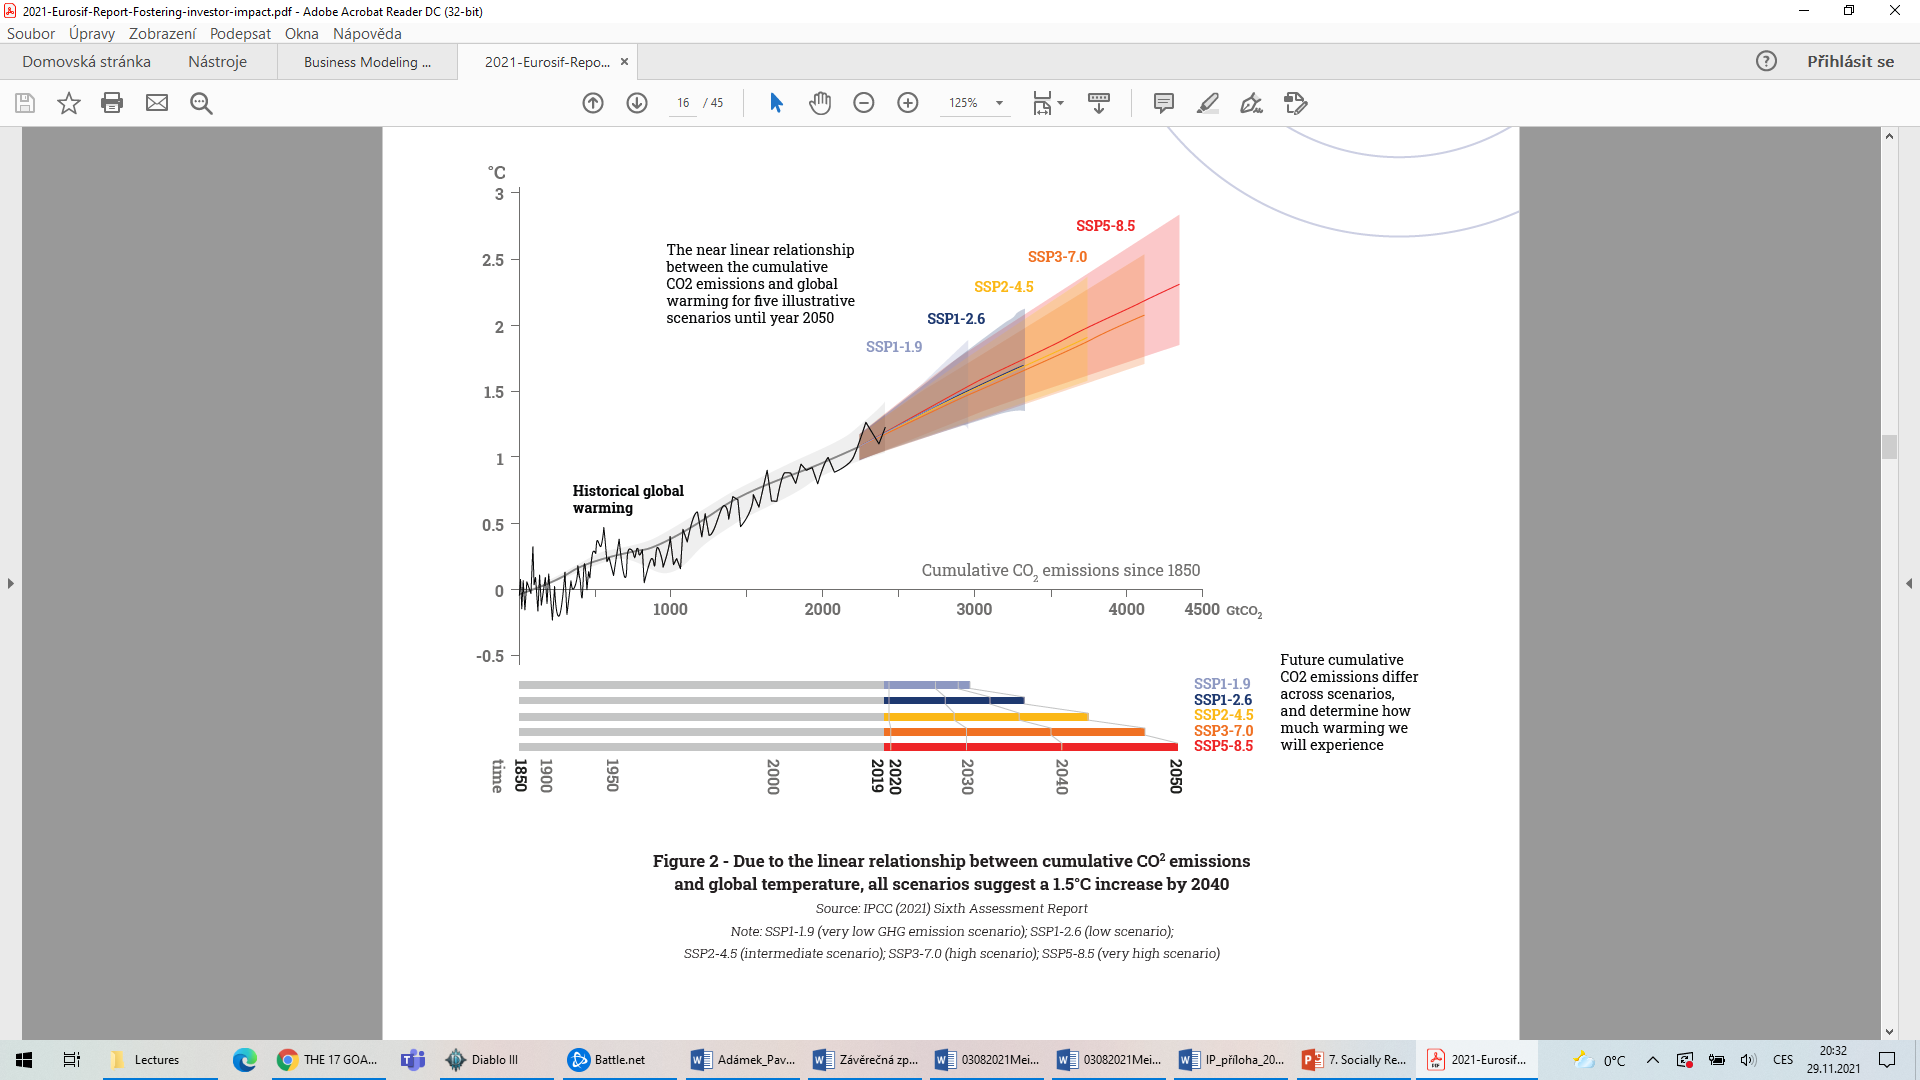 2021-Eurosif-Report-Fostering-investor-impact.pdf - Adobe Acrobat Reader DC (32-bit)
Soubor Úpravy Zobrazení Podepsat Okna Nápověda
Domovská stránka Nástroje Business Modeling ... 2021-Eurosif-Repo... × Přihlásit se
16 / 45 125%
°C
3
2.5
2
1.5
1
0.5
0
-0.5
The near linear relationship
between the cumulative
CO2 emissions and global
warming for five illustrative
scenarios until year 2050
SSP5-8.5
SSP3-7.0
SSP2-4.5
SSP1-2.6
SSP1-1.9
Historical global
warming
Cumulative CO₂ emissions since 1850
1000 2000 3000 4000 4500 GtCO₂
SSP1-1.9
SSP1-2.6
SSP2-4.5
SSP3-7.0
SSP5-8.5
Future cumulative
CO2 emissions differ
across scenarios,
and determine how
much warming we
will experience
time 1850 1900 1950 2000 2019 2020 2030 2040 2050
Figure 2 - Due to the linear relationship between cumulative CO² emissions
and global temperature, all scenarios suggest a 1.5°C increase by 2040
Source: IPCC (2021) Sixth Assessment Report
Note: SSP1-1.9 (very low GHG emission scenario); SSP1-2.6 (low scenario);
SSP2-4.5 (intermediate scenario); SSP3-7.0 (high scenario); SSP5-8.5 (very high scenario)
Lectures THE 17 GOA... Diablo III Battle.net Adámek_Pav... Závěrečná zp... 03082021Mei... 03082021Mei... IP_příloha_20... 7. Socially Re... 2021-Eurosif... 0°C CES 20:32
29.11.2021